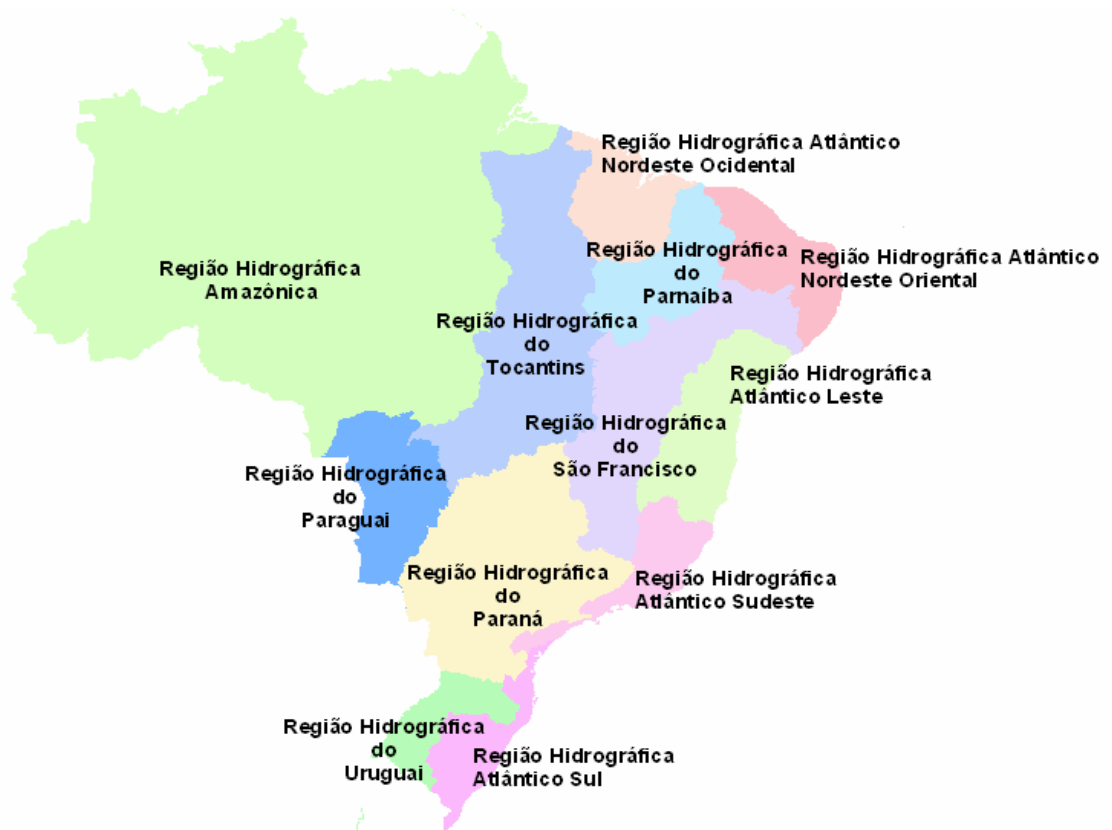 Região Hidrográfica Atlântico
Nordeste Ocidental
Região Hidrográfica
do
Parnaíba
Região Hidrográfica Atlântico
Nordeste Oriental
Região Hidrográfica
Amazônica
Região Hidrográfica
do
Tocantins
Região Hidrográfica
Atlântico Leste
Região Hidrográfica
do
São Francisco
Região Hidrográfica
do
Paraguai
Região Hidrográfica
do
Paraná
Região Hidrográfica
Atlântico Sudeste
Região Hidrográfica
do
Uruguai
Região Hidrográfica
Atlântico Sul